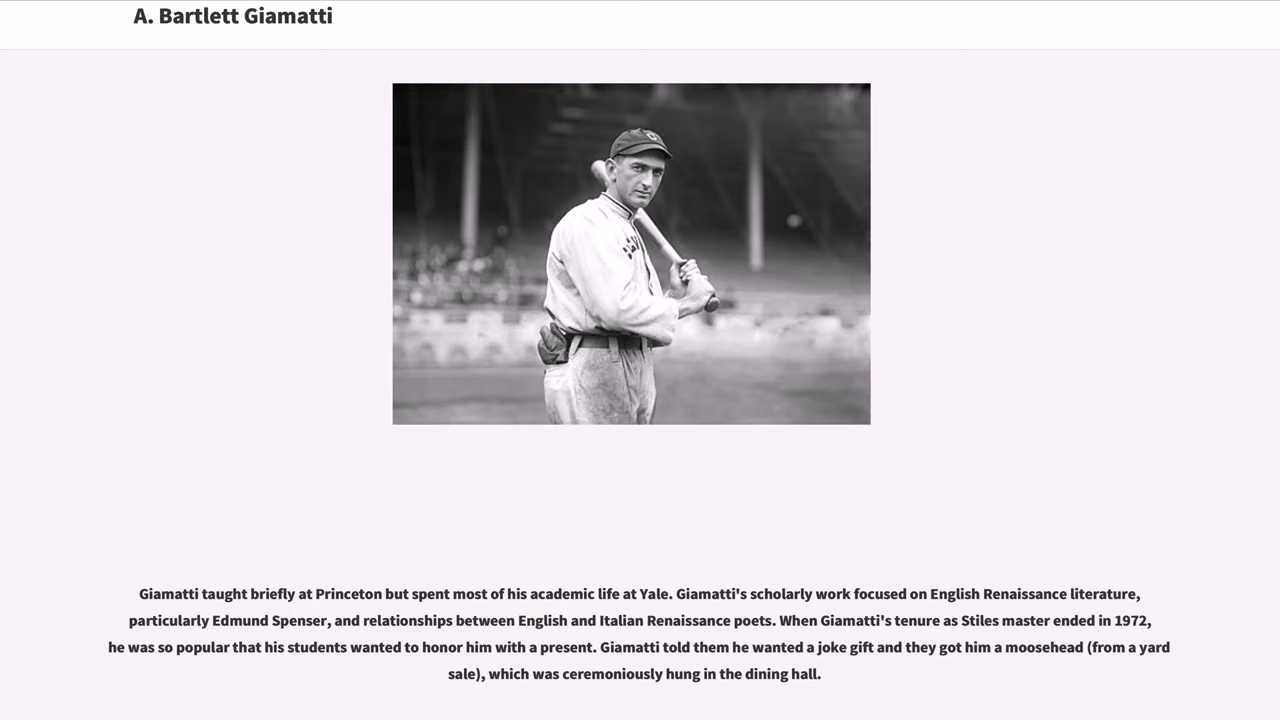 A. Bartlett Giamatti
Giamatti taught briefly at Princeton but spent most of his academic life at Yale. Giamatti's scholarly work focused on English Renaissance literature,
particularly Edmund Spenser, and relationships between English and Italian Renaissance poets. When Giamatti's tenure as Stiles master ended in 1972,
he was so popular that his students wanted to honor him with a present. Giamatti told them he wanted a joke gift and they got him a moosehead (from a yard
sale), which was ceremoniously hung in the dining hall.